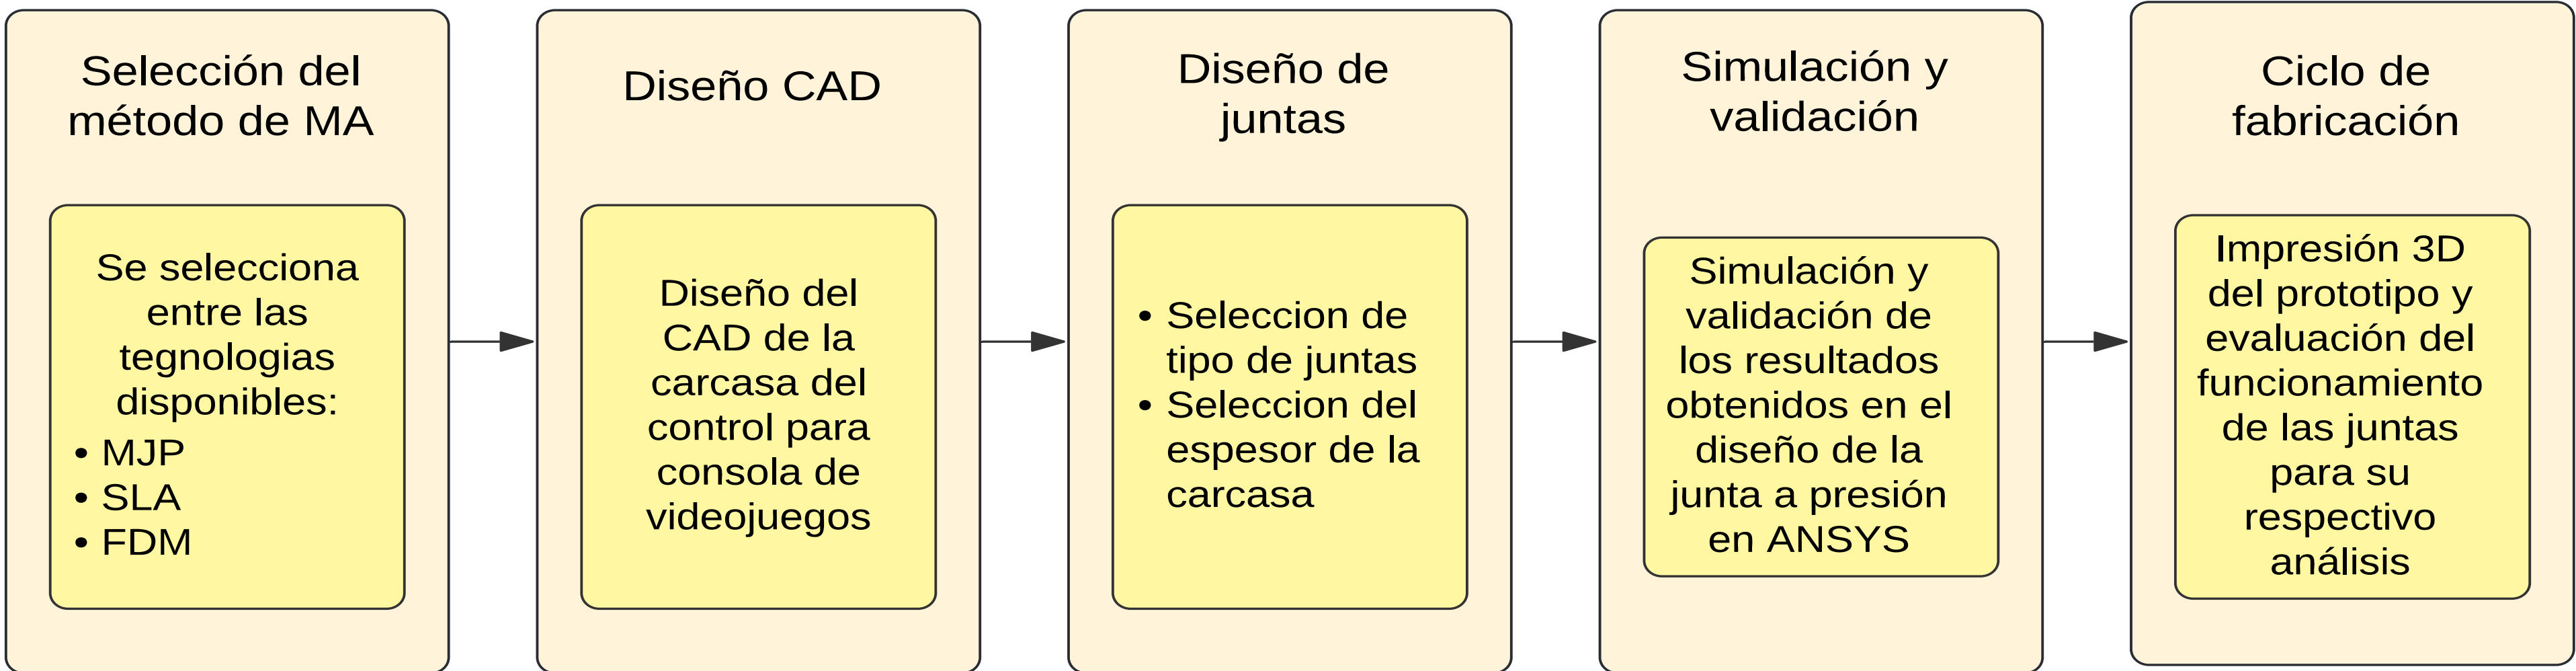 Selección del
método de MA
Se selecciona
entre las
tegnologias
disponibles:
• MJP
• SLA
• FDM
Diseño CAD
Diseño del
CAD de la
carcasa del
control para
consola de
videojuegos
Diseño de
juntas
• Seleccion de
tipo de juntas
• Seleccion del
espesor de la
carcasa
Simulación y
validación
Simulación y
validación de
los resultados
obtenidos en el
diseño de la
junta a presión
en ANSYS
Ciclo de
fabricación
Impresión 3D
del prototipo y
evaluación del
funcionamiento
de las juntas
para su
respectivo
análisis